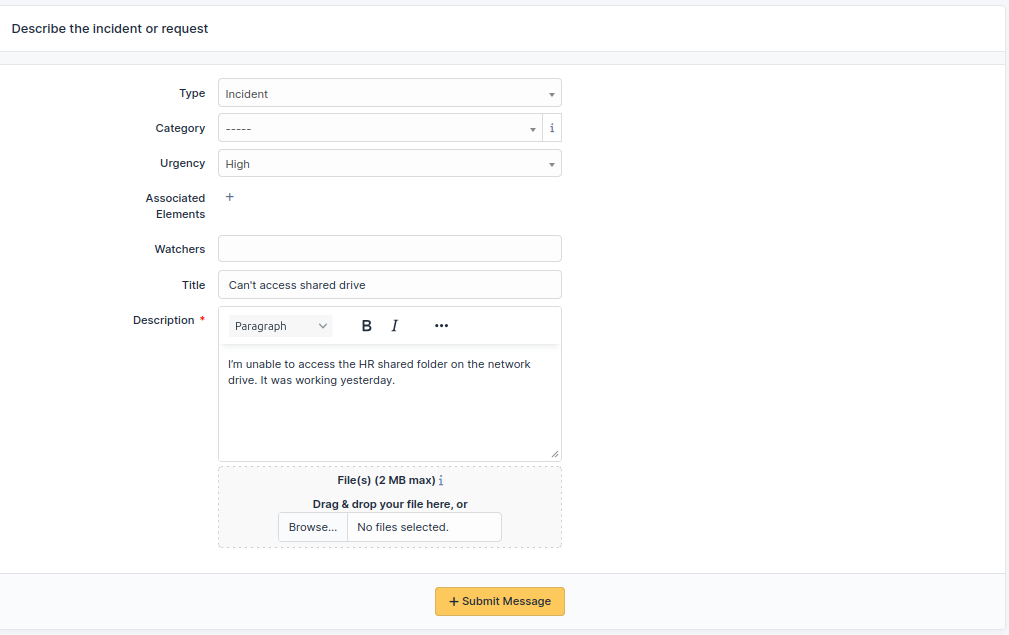 Describe the incident or request
Type
Incident
Category
-----
i
Urgency
High
Associated
Elements
+
Watchers
Title
Can't access shared drive
Description *
Paragraph
B
I
•••
I'm unable to access the HR shared folder on the network
drive. It was working yesterday.
File(s) (2 MB max) i
Drag & drop your file here, or
Browse... No files selected.
+ Submit Message